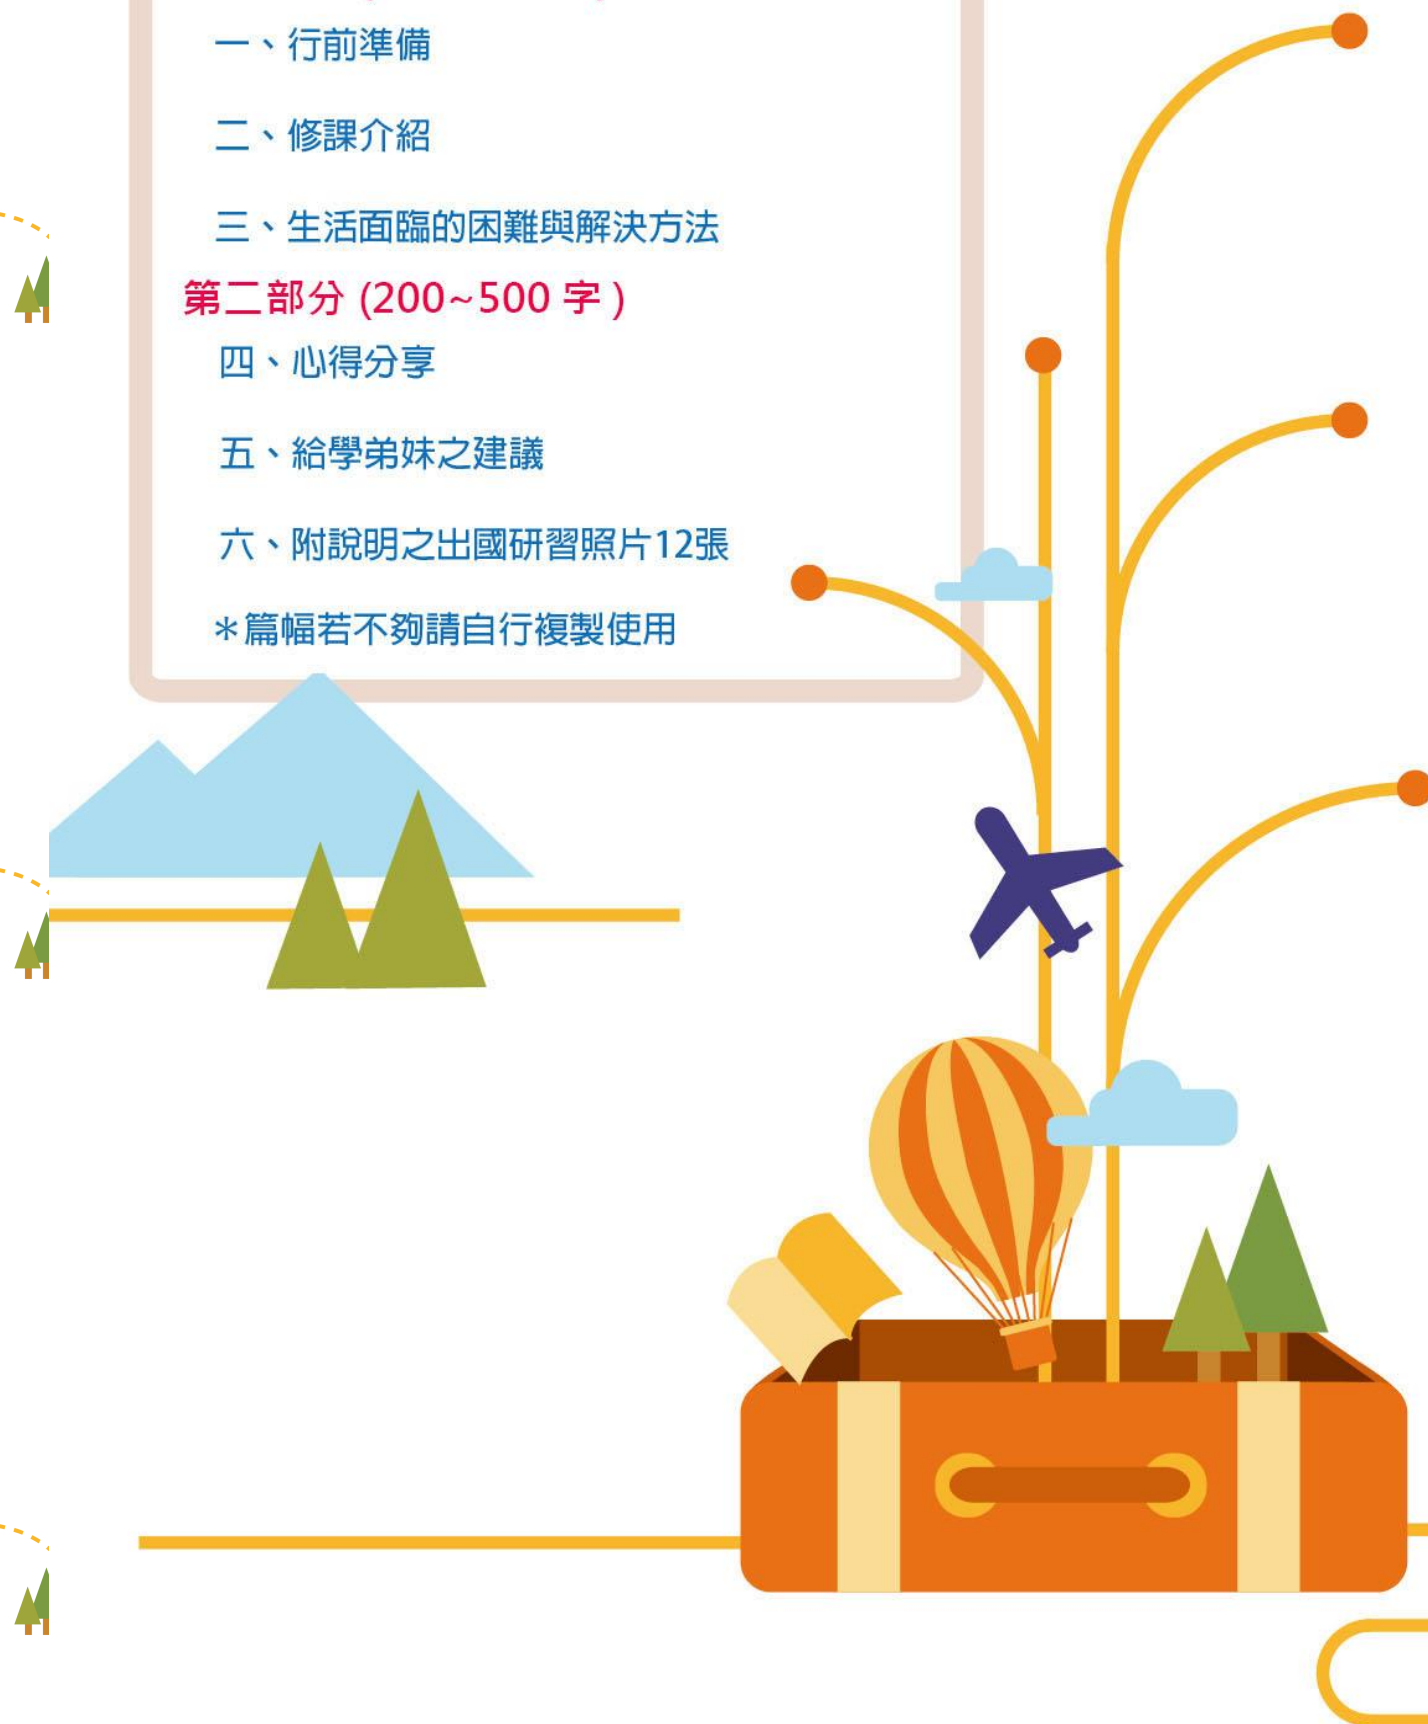 一、行前準備
二、修課介紹
三、生活面臨的困難與解決方法
第二部分 (200~500 字 )
四、心得分享
五、給學弟妹之建議
六、附說明之出國研習照片12張
＊篇幅若不夠請自行複製使用